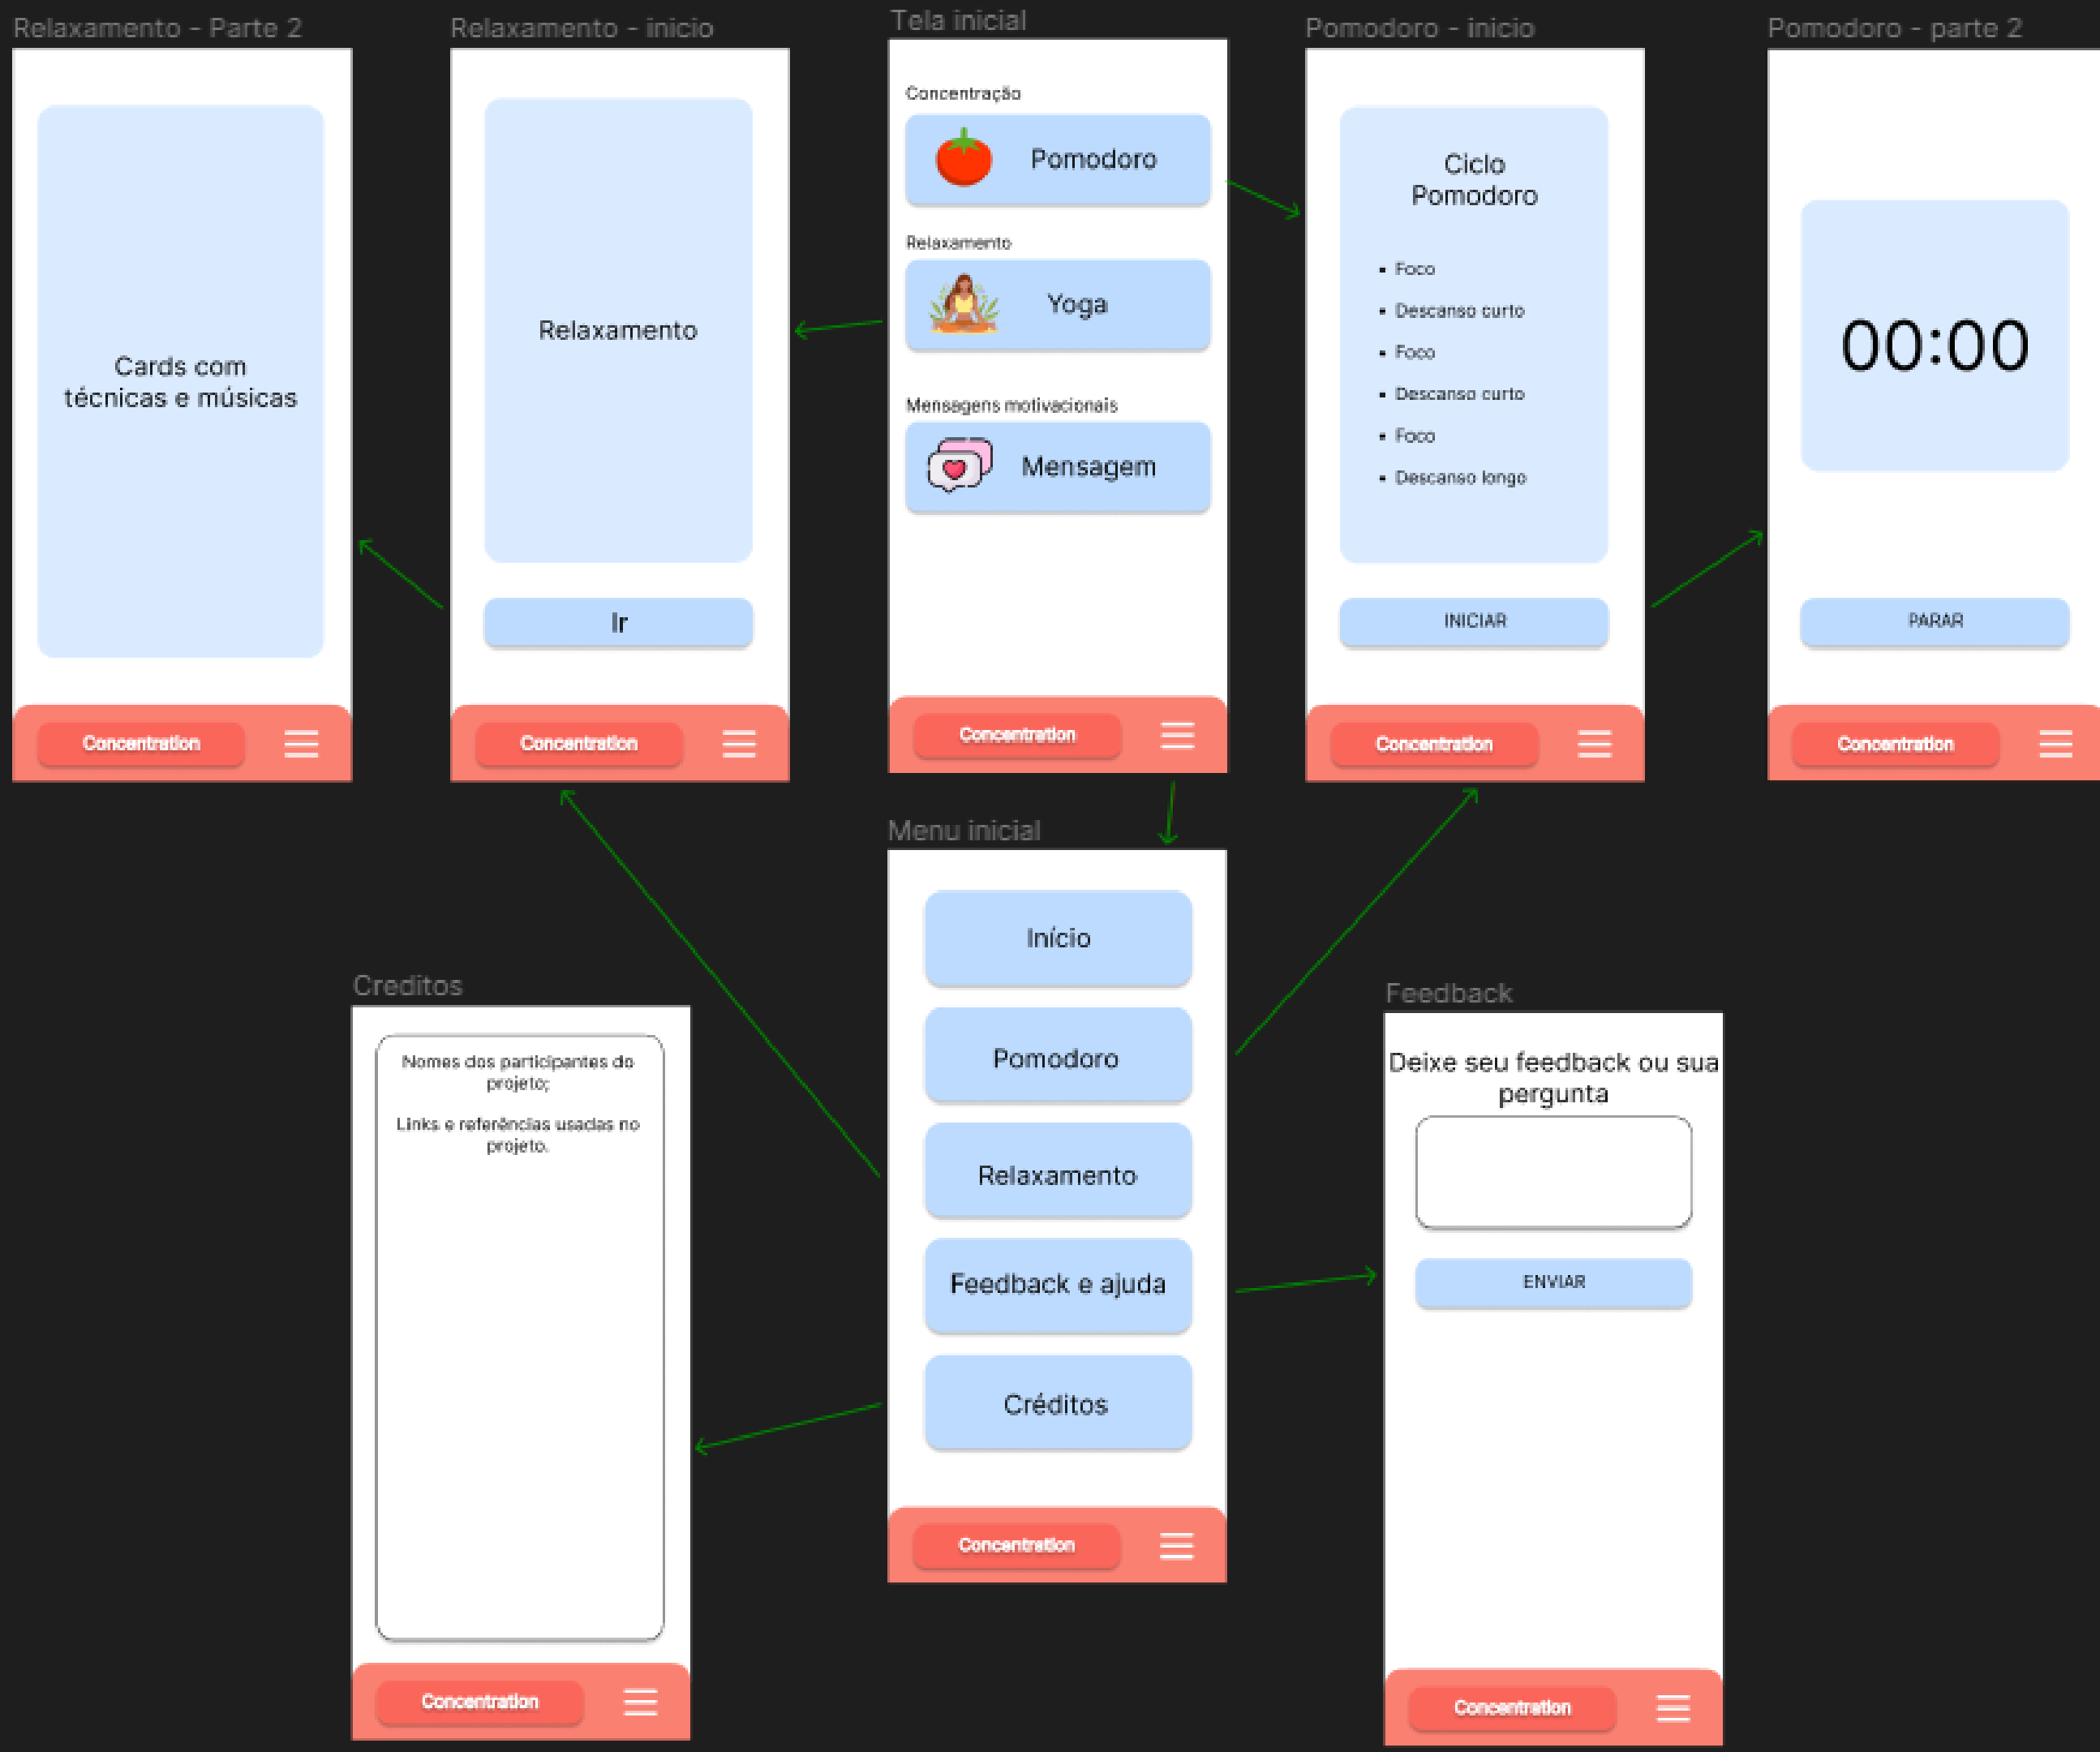 Relaxamento - Parte 2
Cards com
técnicas e músicas
Concentration
Relaxamento - inicio
Relaxamento
Ir
Concentration
Tela inicial
Concentração
Pomodoro
Relaxamento
Yoga
Mensagens motivacionais
Mensagem
Concentration
Pomodoro - inicio
Ciclo
Pomodoro
▪ Foco
▪ Descanso curto
▪ Foco
▪ Descanso curto
▪ Foco
▪ Descanso longo
INICIAR
Concentration
Pomodoro - parte 2
00:00
PARAR
Concentration
Menu inicial
Início
Pomodoro
Relaxamento
Feedback e ajuda
Créditos
Concentration
Creditos
Nomes dos participantes do
projeto;
Links e referências usadas no
projeto.
Concentration
Feedback
Deixe seu feedback ou sua
pergunta
ENVIAR
Concentration